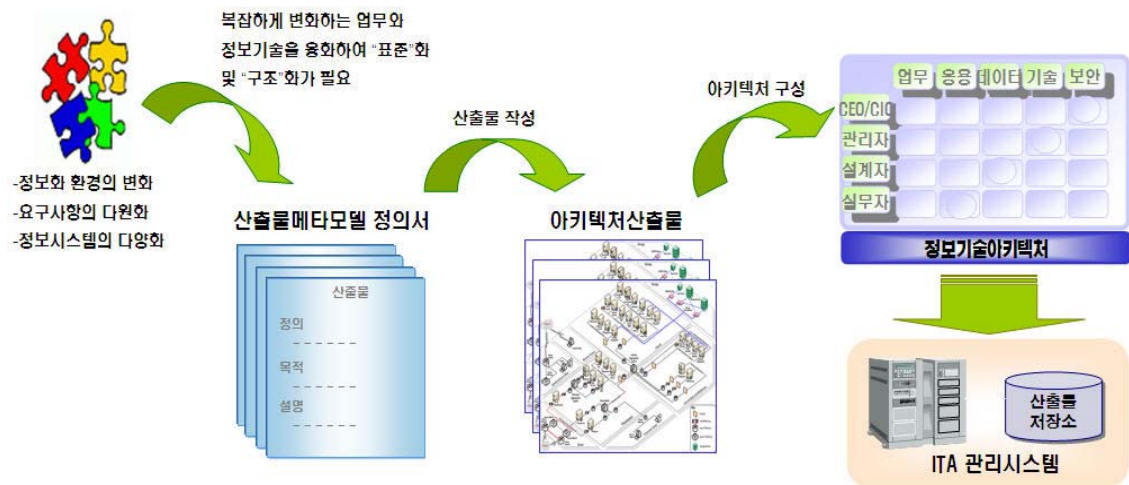 복잡하게 변화하는 업무와
정보기술을 융화하여 “표준”화
및 “구조”화가 필요
-정보화 환경의 변화
-요구사항의 다원화
-정보시스템의 다양화
산출물메타모델 정의서
산출물
정의
목적
설명
산출물 작성
아키텍처산출물
아키텍처 구성
업무 응용 데이터 기술 보안
CEO/CIO
관리자
설계자
실무자
정보기술아키텍처
산출물
저장소
ITA 관리시스템